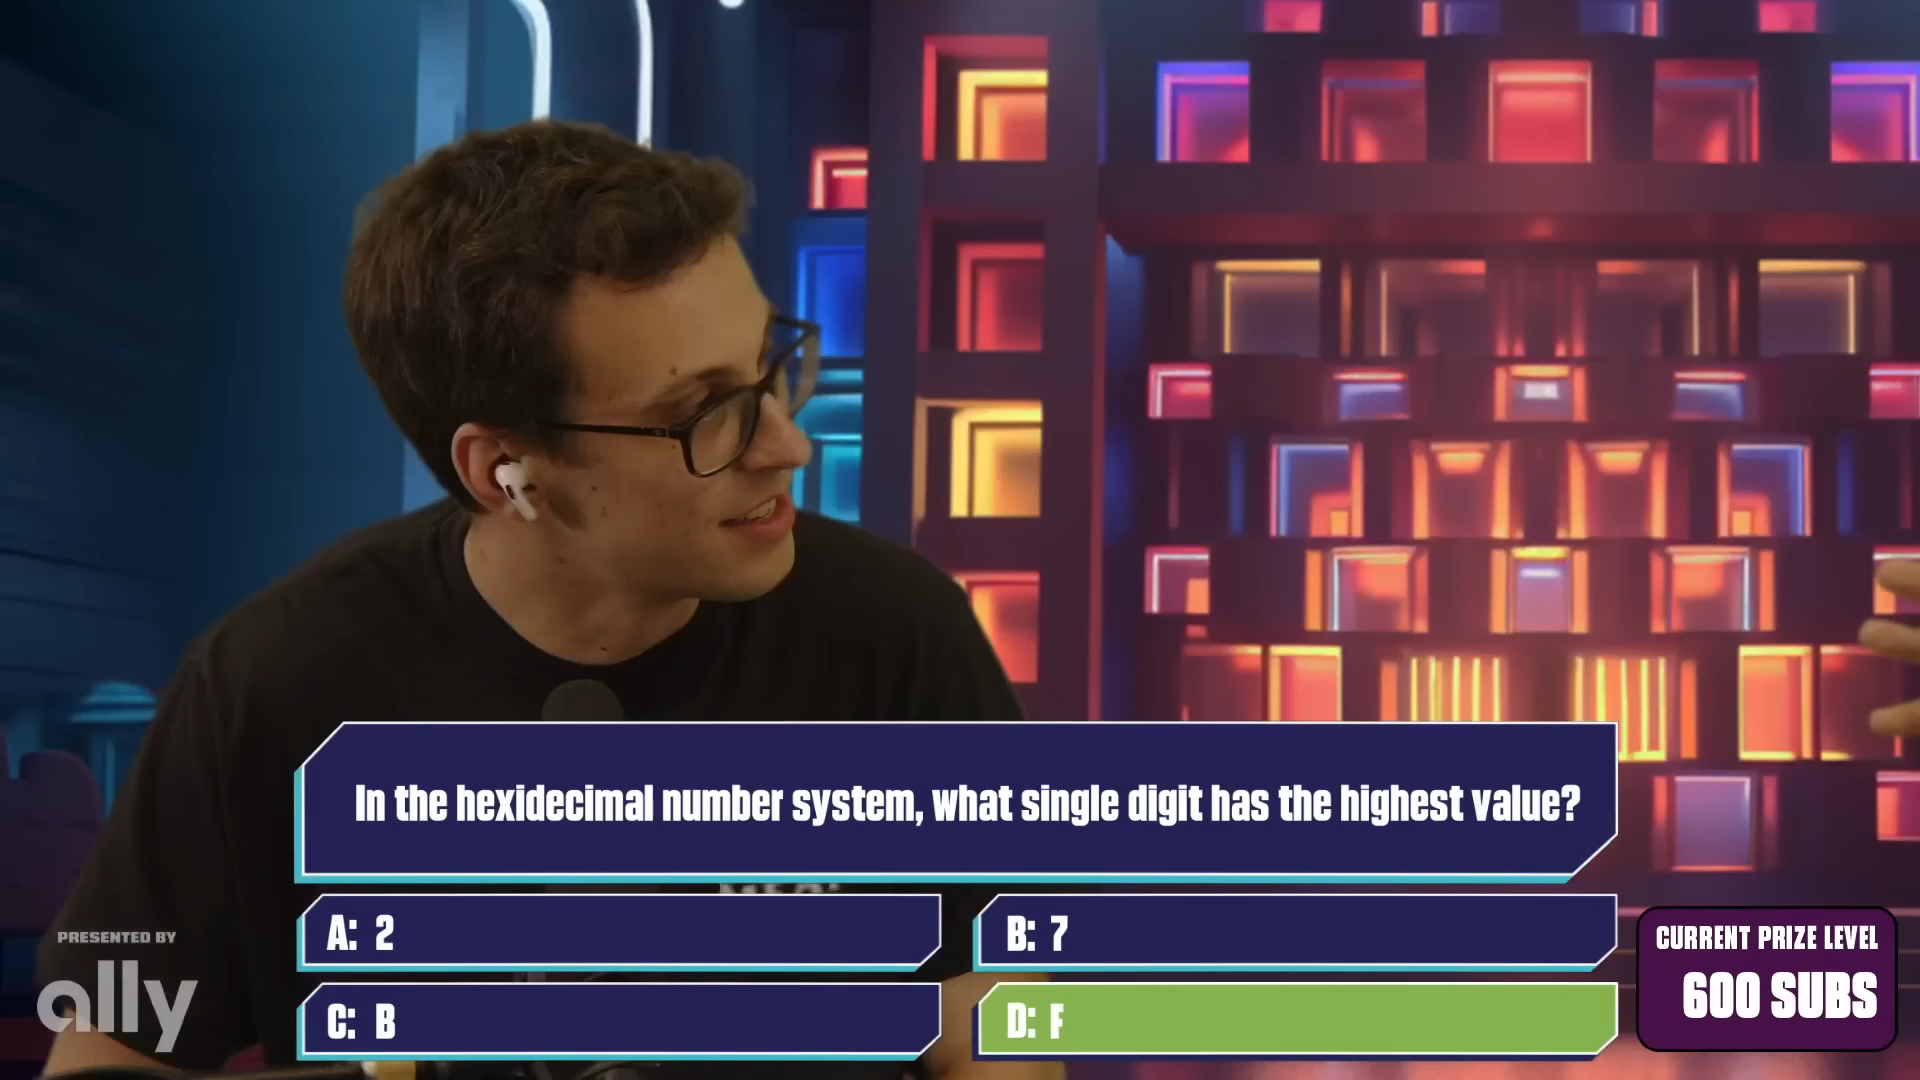 In the hexidecimal number system, what single digit has the highest value?
A: 2
B: 7
C: B
D: F
PRESENTED BY
ally
CURRENT PRIZE LEVEL
600 SUBS